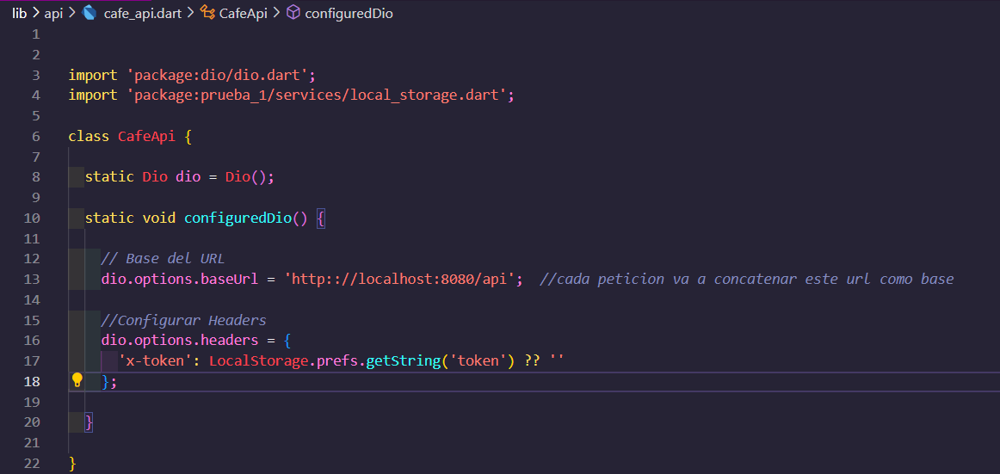 lib > api > cafe_api.dart > CafeApi > configuredDio
1
2
3 import 'package:dio/dio.dart';
4 import 'package:prueba_1/services/local_storage.dart';
5
6 class CafeApi {
7
8 static Dio dio = Dio();
9
10 static void configuredDio() {
11
12 // Base del URL
13 dio.options.baseUrl = 'http:://localhost:8080/api'; //cada peticion va a concatenar este url como base
14
15 //Configurar Headers
16 dio.options.headers = {
17 'x-token': LocalStorage.prefs.getString('token') ?? ''
18 };
19
20 }
21
22 }